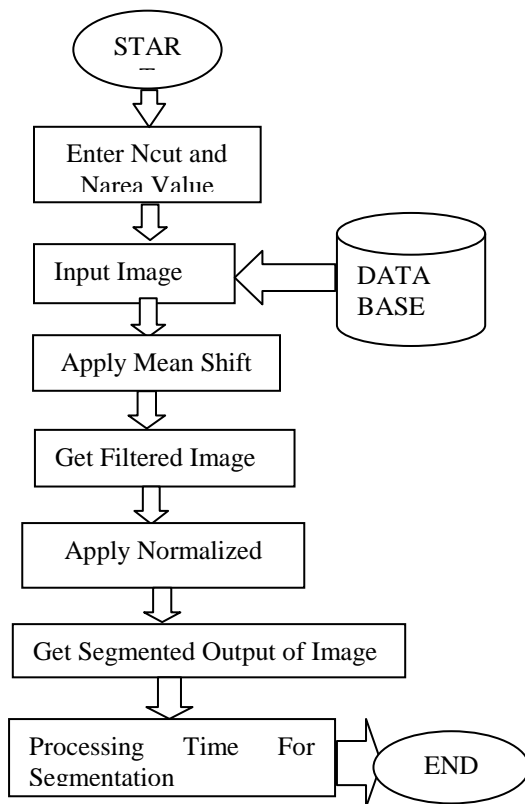 STAR
Enter Ncut and
Narea Value
Input Image
DATA
BASE
Apply Mean Shift
Get Filtered Image
Apply Normalized
Get Segmented Output of Image
Processing Time For
Segmentation
END